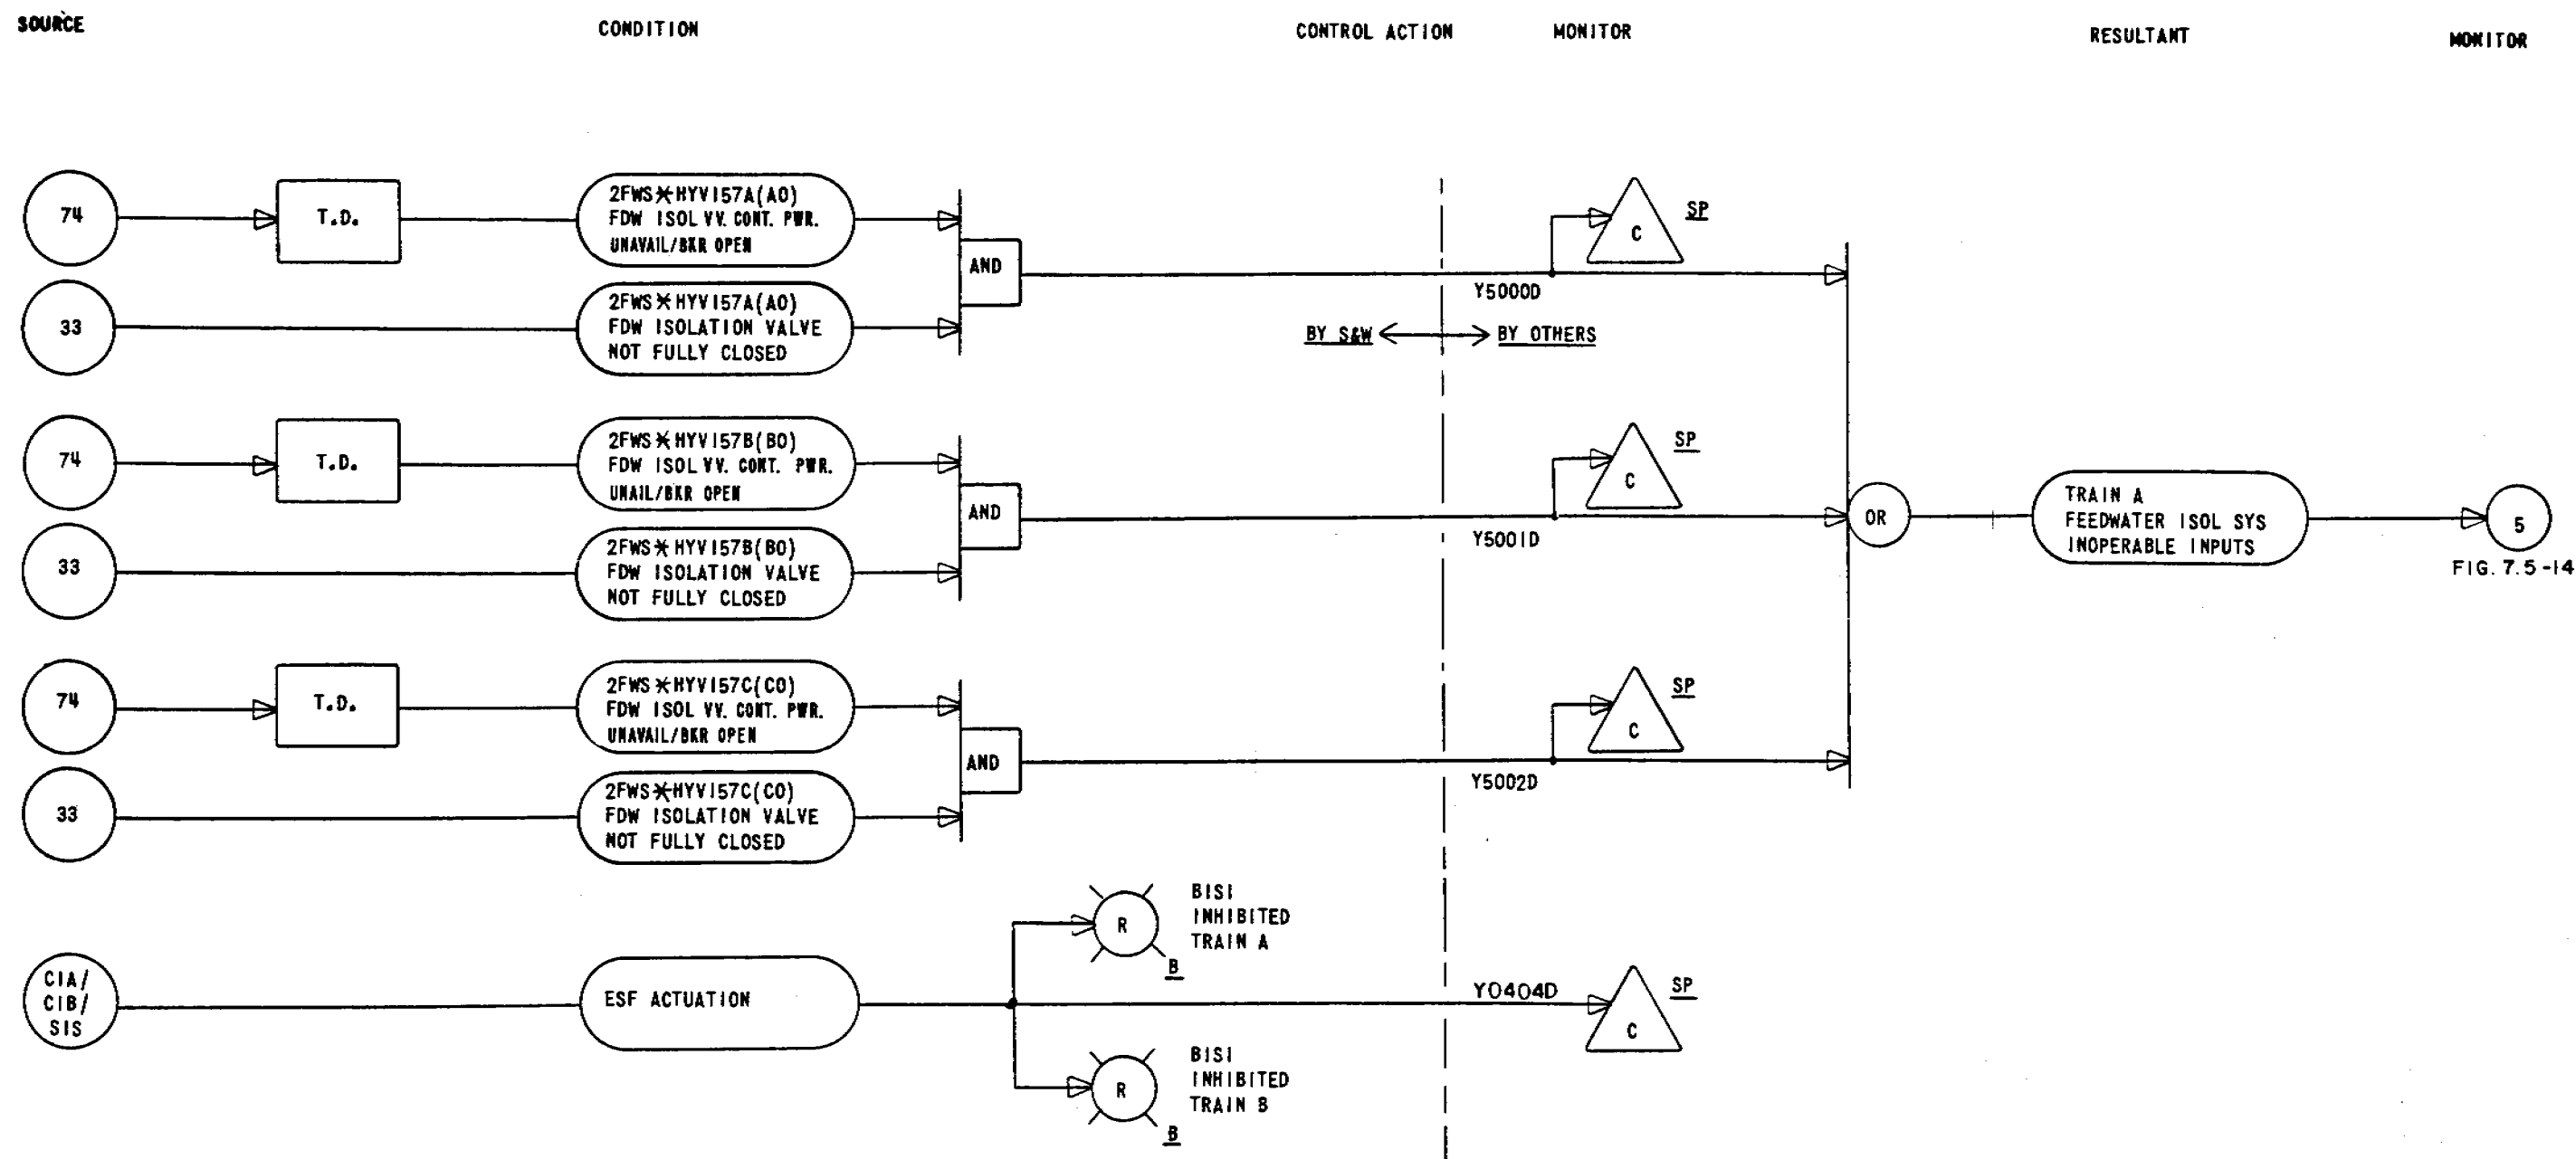 SOURCE
CONDITION
CONTROL ACTION
MONITOR
RESULTANT
MONITOR
74
T.D.
2FWS*HYV157A(AO)
FDW ISOL VV. CONT. PWR.
UNAVAIL/BKR OPEN
AND
C
SP
Y5000D
33
2FWS*HYV157A(AO)
FDW ISOLATION VALVE
NOT FULLY CLOSED
BY S&W
BY OTHERS
74
T.D.
2FWS*HYV157B(BO)
FDW ISOL VV. CONT. PWR.
UNAIL/BKR OPEN
AND
C
SP
Y5001D
33
2FWS*HYV157B(BO)
FDW ISOLATION VALVE
NOT FULLY CLOSED
OR
TRAIN A
FEEDWATER ISOL SYS
INOPERABLE INPUTS
5
FIG. 7.5-14
74
T.D.
2FWS*HYV157C(CO)
FDW ISOL VV. CONT. PWR.
UNAVAIL/BKR OPEN
AND
C
SP
Y5002D
33
2FWS*HYV157C(CO)
FDW ISOLATION VALVE
NOT FULLY CLOSED
R
B
BISI
INHIBITED
TRAIN A
CIA/
CIB/
SIS
ESF ACTUATION
Y0404D
C
SP
R
B
BISI
INHIBITED
TRAIN B